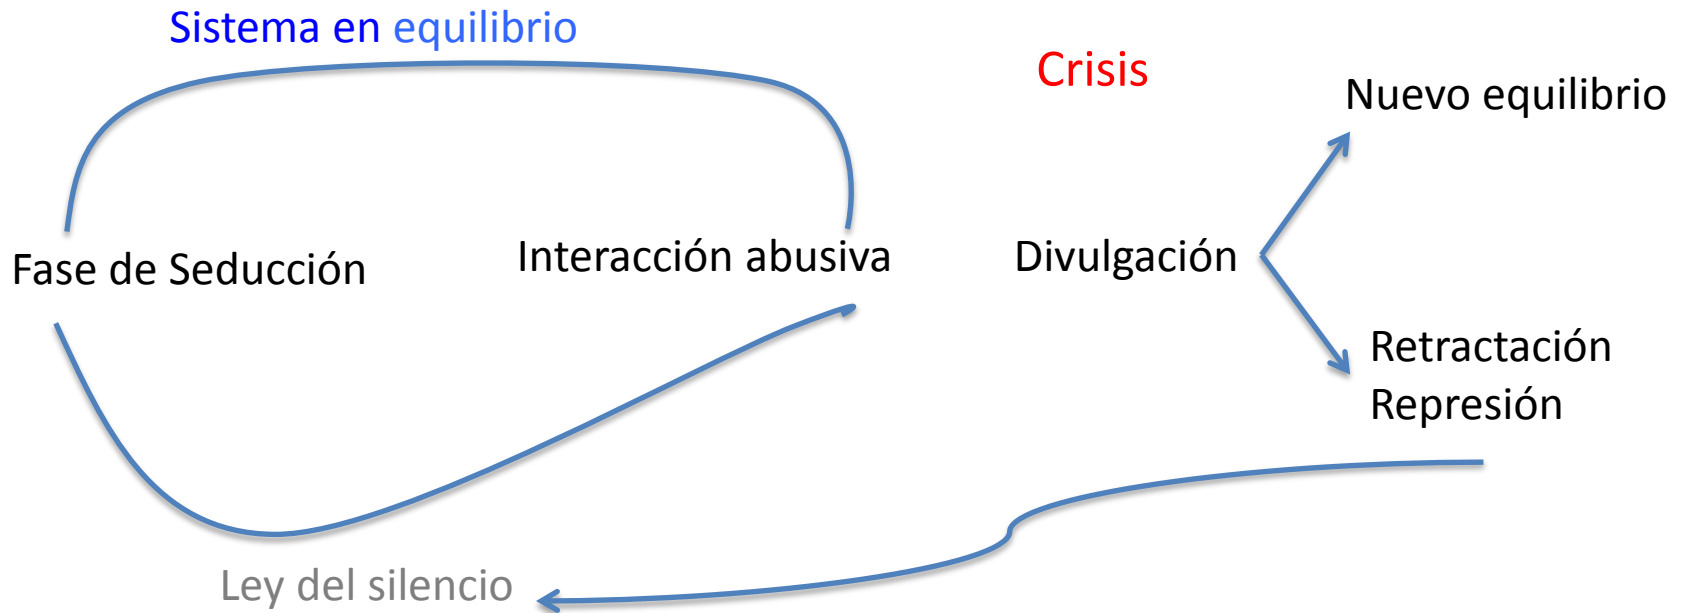 Sistema en equilibrio
Crisis
Nuevo equilibrio
Fase de Seducción
Interacción abusiva
Divulgación
Retractación
Represión
Ley del silencio